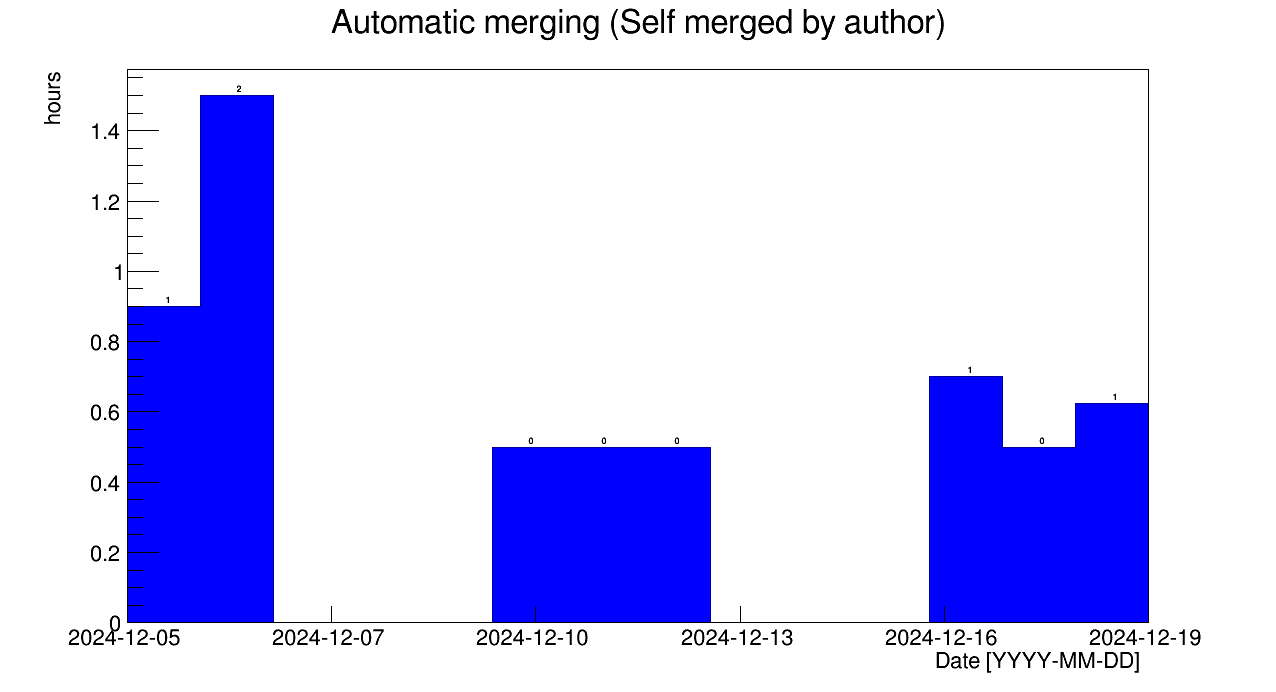 Automatic merging (Self merged by author)
hours
2
1.4
1.2
1
1
0.8
1
0.6
1
0 0 0 0
0.4
0.2
0
2024-12-05 2024-12-07 2024-12-10 2024-12-13 2024-12-16 2024-12-19
Date [YYYY-MM-DD]